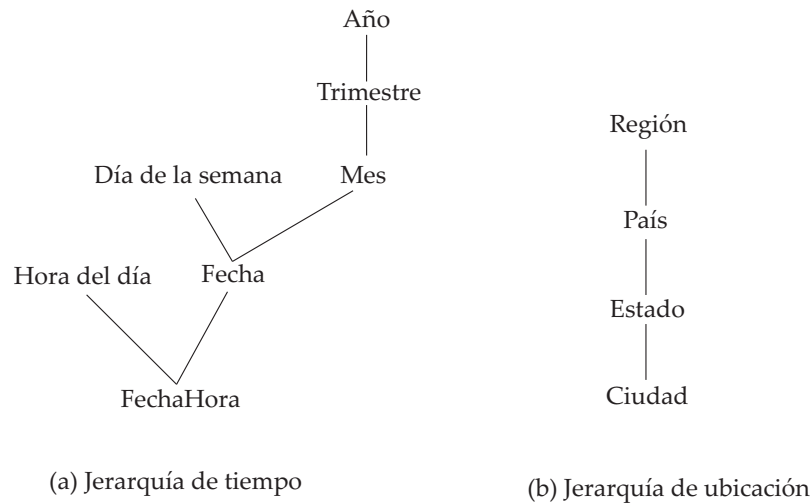 Año
Trimestre
Día de la semana
Mes
Hora del día
Fecha
FechaHora
(a) Jerarquía de tiempo
Región
País
Estado
Ciudad
(b) Jerarquía de ubicación